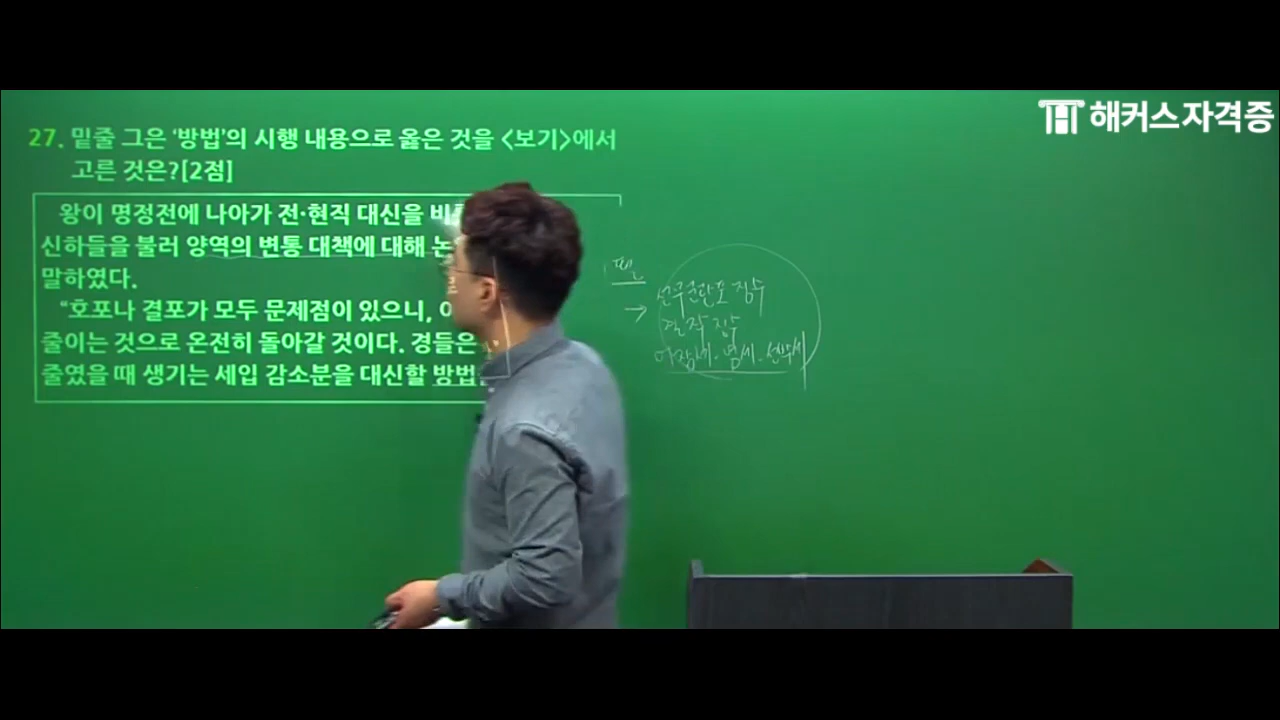 해커스자격증
27. 밑줄 그은 ‘방법’의 시행 내용으로 옳은 것을 <보기>에서
고른 것은?[2점]
왕이 명정전에 나아가 전·현직 대신을 비
신하들을 불러 양역의 변통 대책에 대해 논
말하였다.
“호포나 결포가 모두 문제점이 있으니,
줄이는 것으로 온전히 돌아갈 것이다. 경들은
줄였을 때 생기는 세입 감소분을 대신할 방법
선무군관포 징수
결작 징수
어장세·염세·선박세